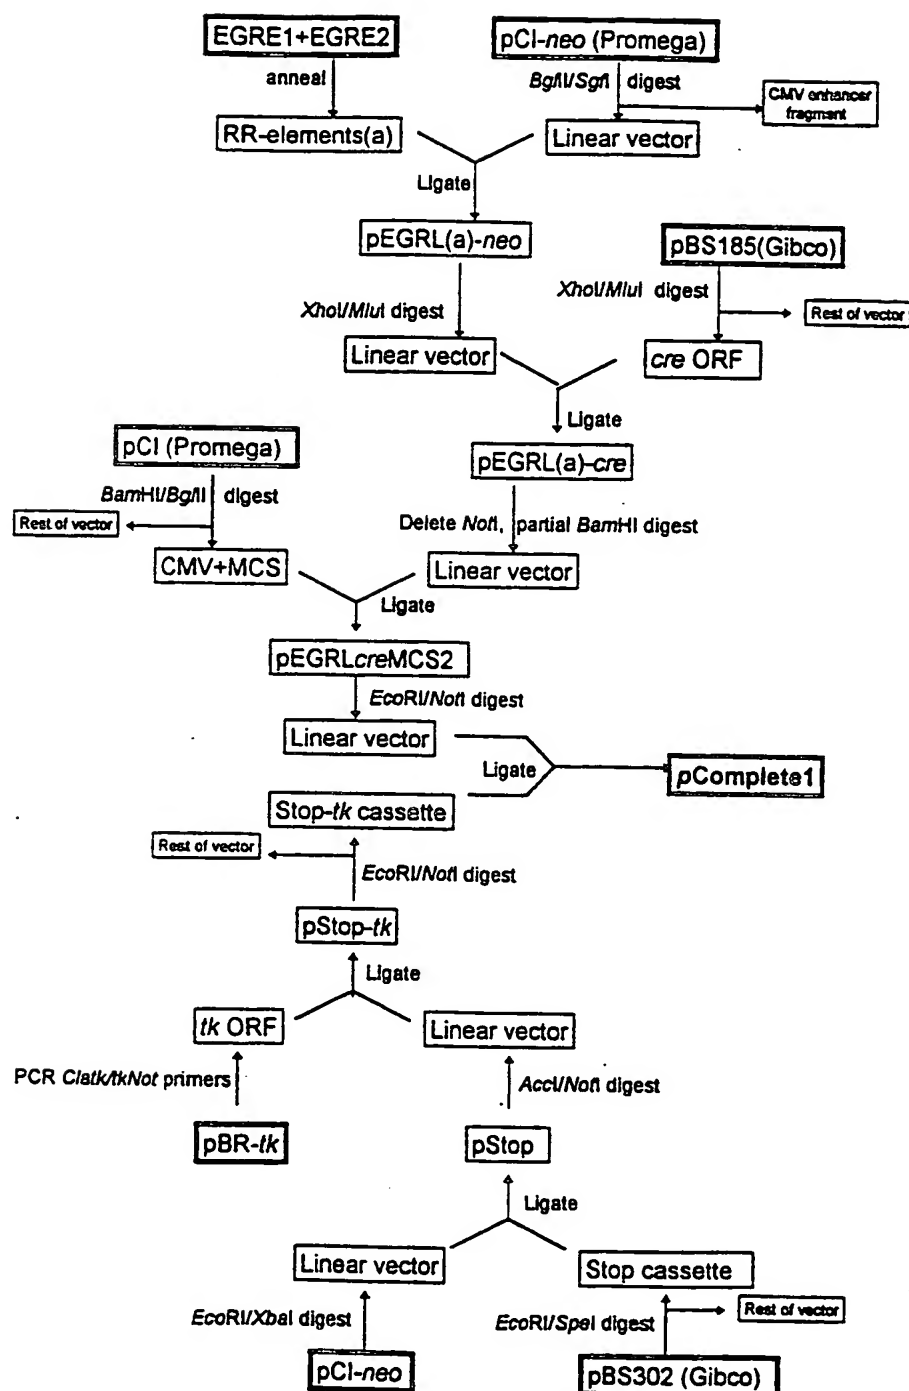 EGRE1+EGRE2
pCI-neo (Promega)
anneal
BglII/SgfI digest
CMV enhancer
fragment
RR-elements(a)
Linear vector
Ligate
pEGRL(a)-neo
pBS185(Gibco)
XhoI/MluI digest
XhoI/MluI digest
Rest of vector
Linear vector
cre ORF
Ligate
pCI (Promega)
pEGRL(a)-cre
BamHI/BglII digest
Rest of vector
Delete NotI, partial BamHI digest
CMV+MCS
Linear vector
Ligate
pEGRLcreMCS2
EcoRI/NotI digest
Linear vector
Ligate
pComplete1
Stop-tk cassette
Rest of vector
EcoRI/NotI digest
pStop-tk
Ligate
tk ORF
Linear vector
PCR Clatk/tkNot primers
AccI/NotI digest
pBR-tk
pStop
Ligate
Linear vector
Stop cassette
EcoRI/XbaI digest
EcoRI/SpeI digest
Rest of vector
pCI-neo
pBS302 (Gibco)